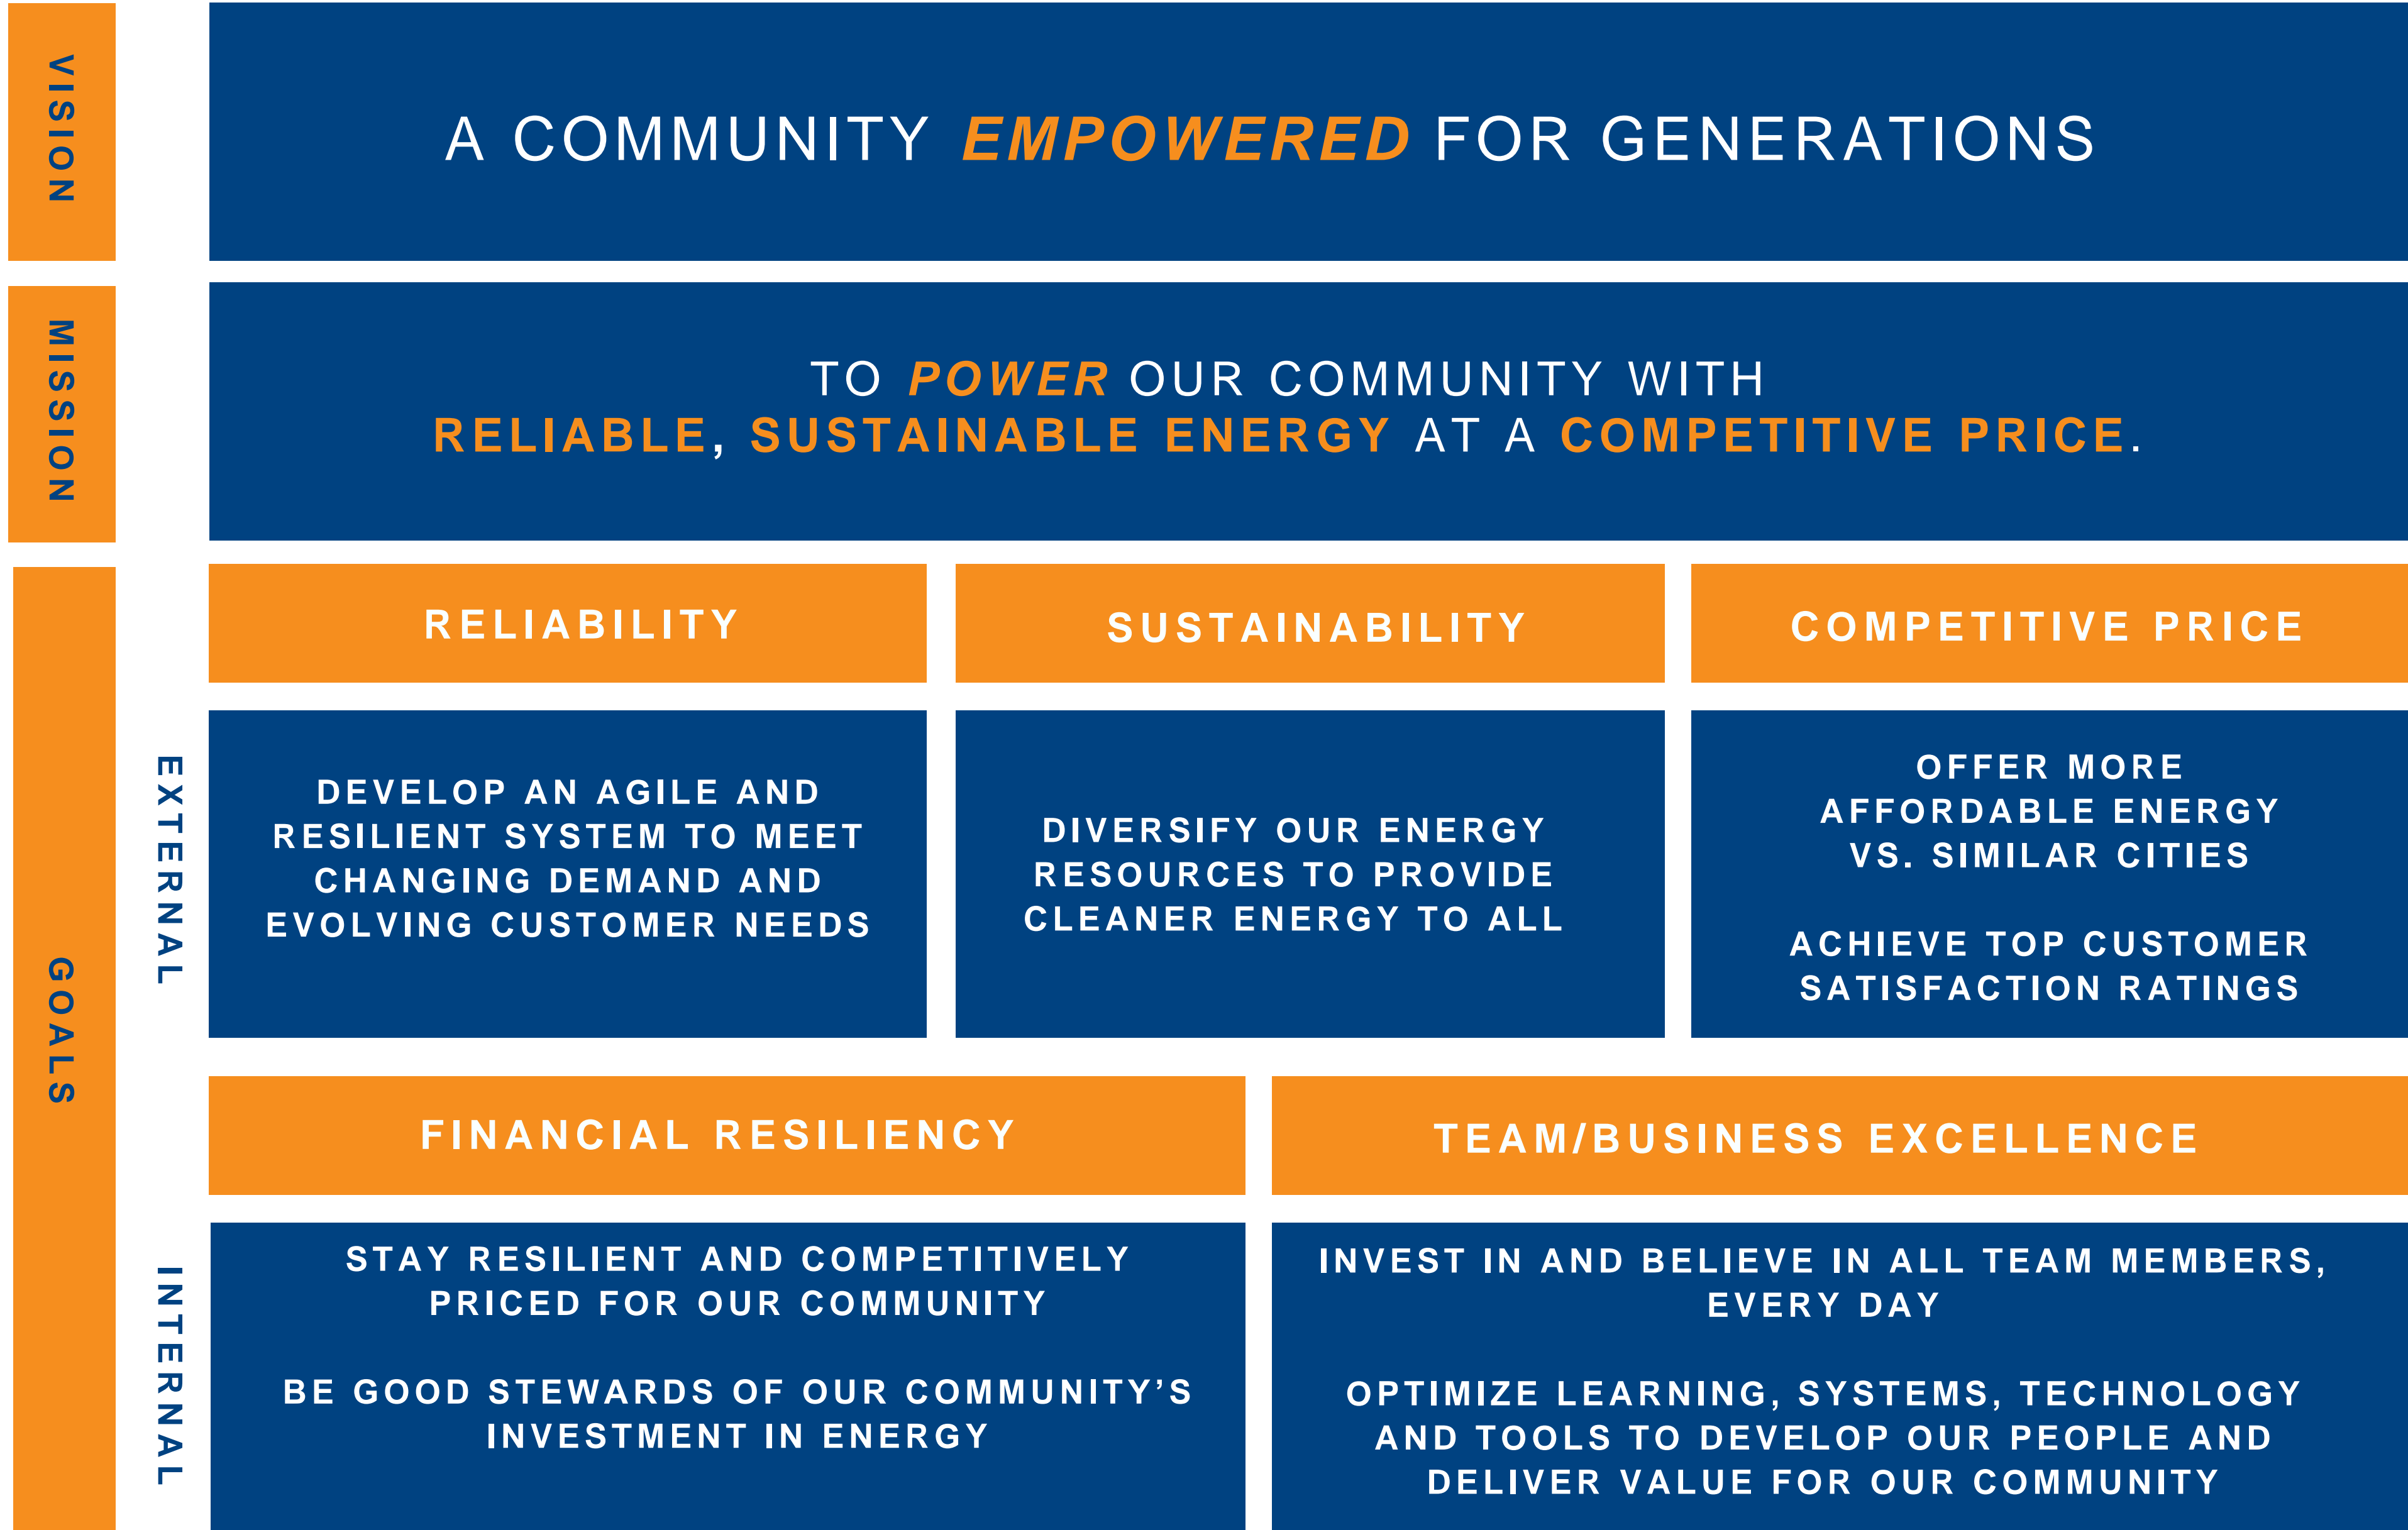 VISION
A COMMUNITY EMPOWERED FOR GENERATIONS
MISSION
TO POWER OUR COMMUNITY WITH
RELIABLE, SUSTAINABLE ENERGY AT A COMPETITIVE PRICE.
GOALS
EXTERNAL
RELIABILITY
DEVELOP AN AGILE AND
RESILIENT SYSTEM TO MEET
CHANGING DEMAND AND
EVOLVING CUSTOMER NEEDS
SUSTAINABILITY
DIVERSIFY OUR ENERGY
RESOURCES TO PROVIDE
CLEANER ENERGY TO ALL
COMPETITIVE PRICE
OFFER MORE
AFFORDABLE ENERGY
VS. SIMILAR CITIES
ACHIEVE TOP CUSTOMER
SATISFACTION RATINGS
INTERNAL
FINANCIAL RESILIENCY
STAY RESILIENT AND COMPETITIVELY
PRICED FOR OUR COMMUNITY
BE GOOD STEWARDS OF OUR COMMUNITY’S
INVESTMENT IN ENERGY
TEAM/BUSINESS EXCELLENCE
INVEST IN AND BELIEVE IN ALL TEAM MEMBERS,
EVERY DAY
OPTIMIZE LEARNING, SYSTEMS, TECHNOLOGY
AND TOOLS TO DEVELOP OUR PEOPLE AND
DELIVER VALUE FOR OUR COMMUNITY